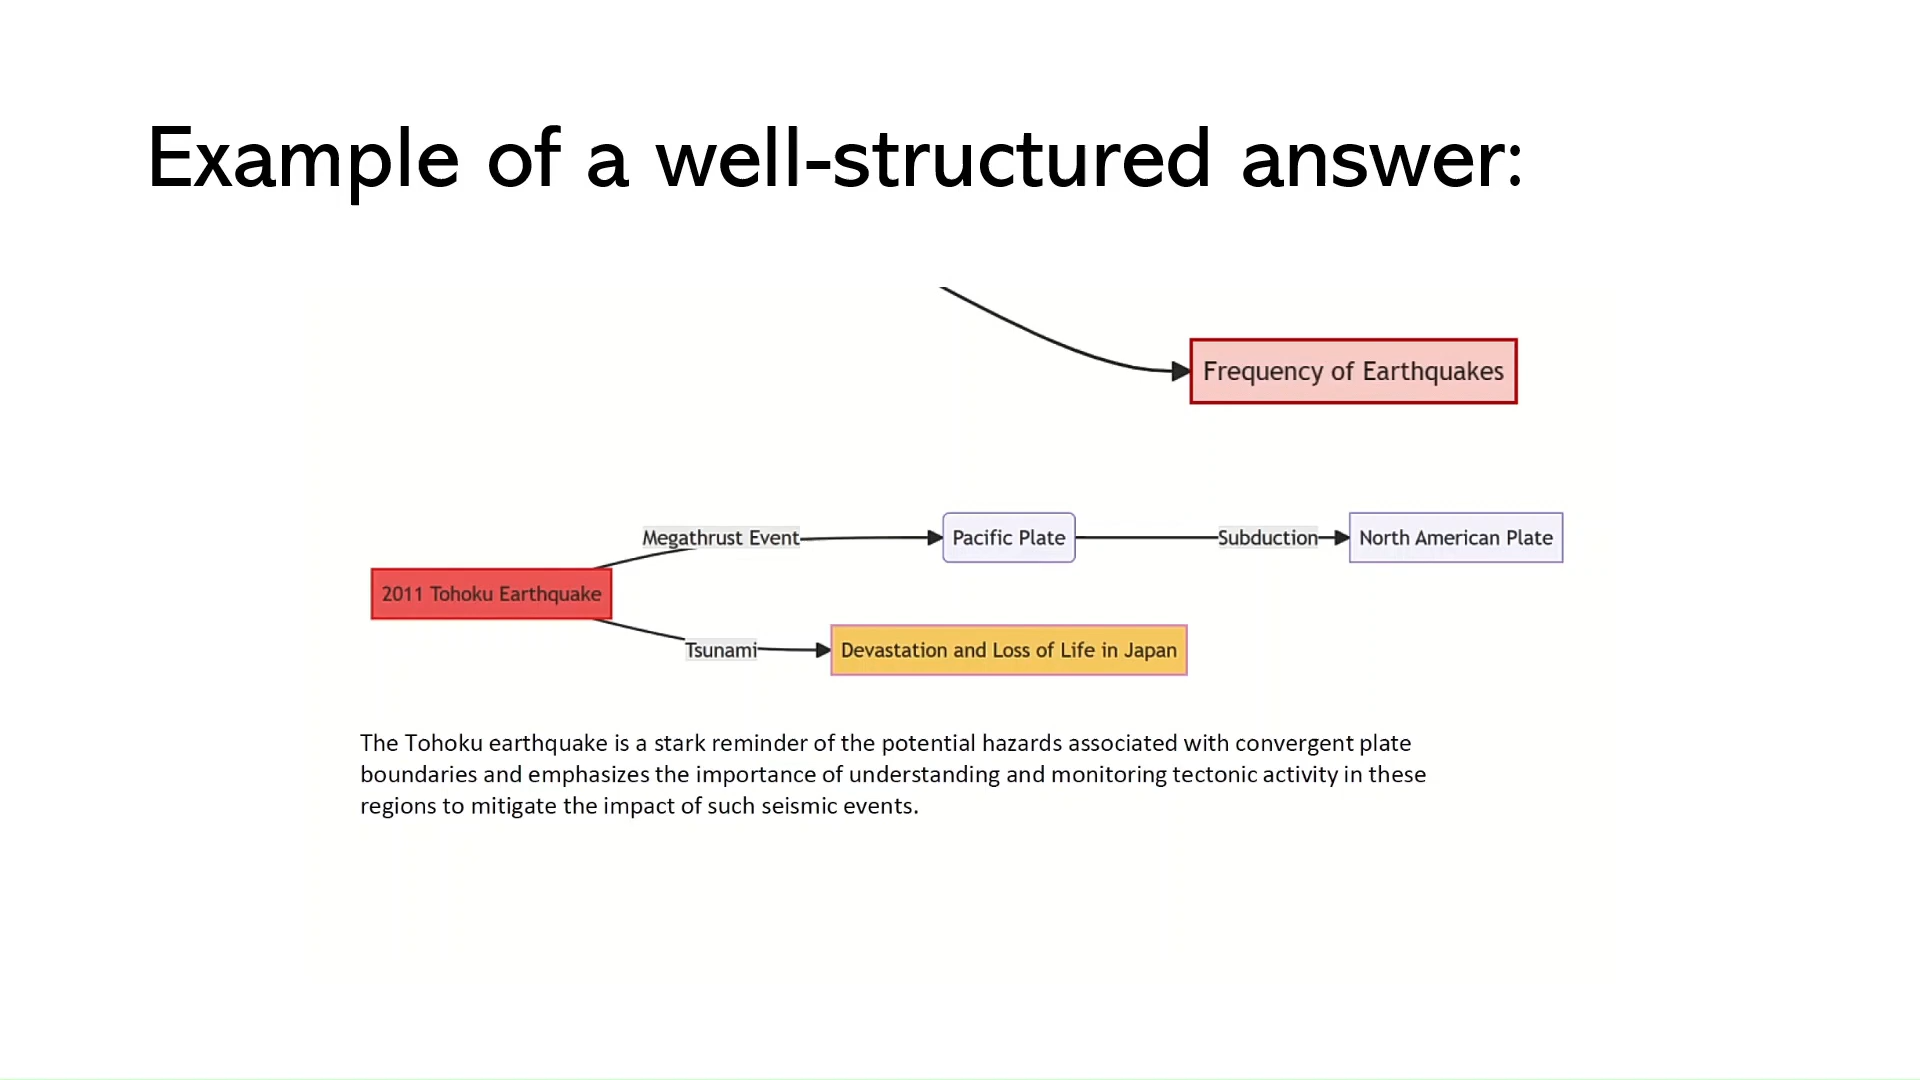 Example of a well-structured answer:
Frequency of Earthquakes
Megathrust Event
Pacific Plate
Subduction
North American Plate
2011 Tohoku Earthquake
Tsunami
Devastation and Loss of Life in Japan
The Tohoku earthquake is a stark reminder of the potential hazards associated with convergent plate
boundaries and emphasizes the importance of understanding and monitoring tectonic activity in these
regions to mitigate the impact of such seismic events.